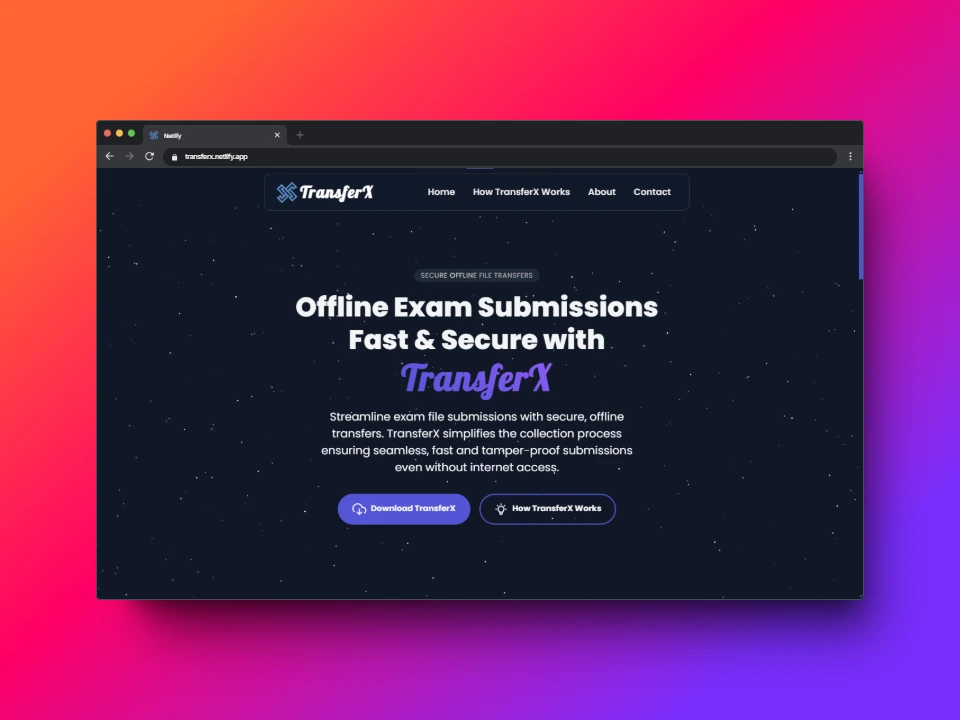 Netlify
transferx.netlify.app
TransferX
Home
How TransferX Works
About
Contact
SECURE OFFLINE FILE TRANSFERS
Offline Exam Submissions
Fast & Secure with
TransferX
Streamline exam file submissions with secure, offline
transfers. TransferX simplifies the collection process
ensuring seamless, fast and tamper-proof submissions
even without internet access.
Download TransferX
How TransferX Works